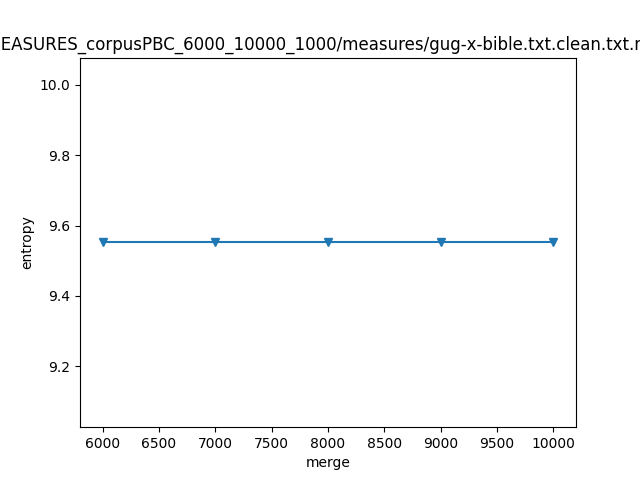 EASURES_corpusPBC_6000_10000_1000/measures/gug-x-bible.txt.clean.txt.r
10.0
9.8
9.6
9.4
9.2
entropy
6000 6500 7000 7500 8000 8500 9000 9500 10000
merge